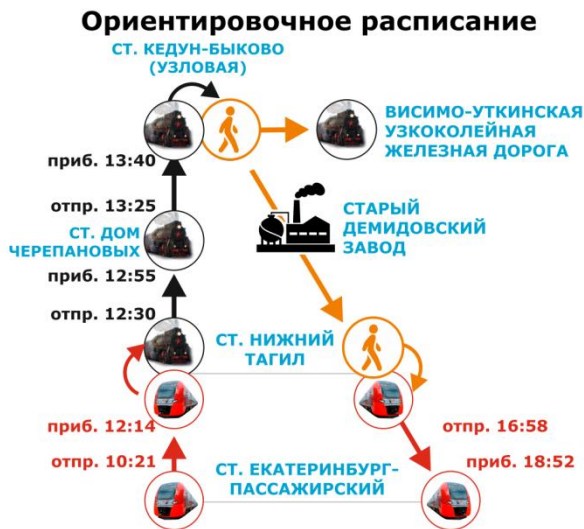 Ориентировочное расписание
СТ. КЕДУН-БЫКОВО
(УЗЛОВАЯ)
ВИСИМО-УТКИНСКАЯ
УЗКОКОЛЕЙНАЯ
ЖЕЛЕЗНАЯ ДОРОГА
приб. 13:40
отпр. 13:25
СТАРЫЙ
ДЕМИДОВСКИЙ
ЗАВОД
СТ. ДОМ
ЧЕРЕПАНОВЫХ
приб. 12:55
отпр. 12:30
СТ. НИЖНИЙ
ТАГИЛ
приб. 12:14
отпр. 16:58
отпр. 10:21
приб. 18:52
СТ. ЕКАТЕРИНБУРГ-
ПАССАЖИРСКИЙ